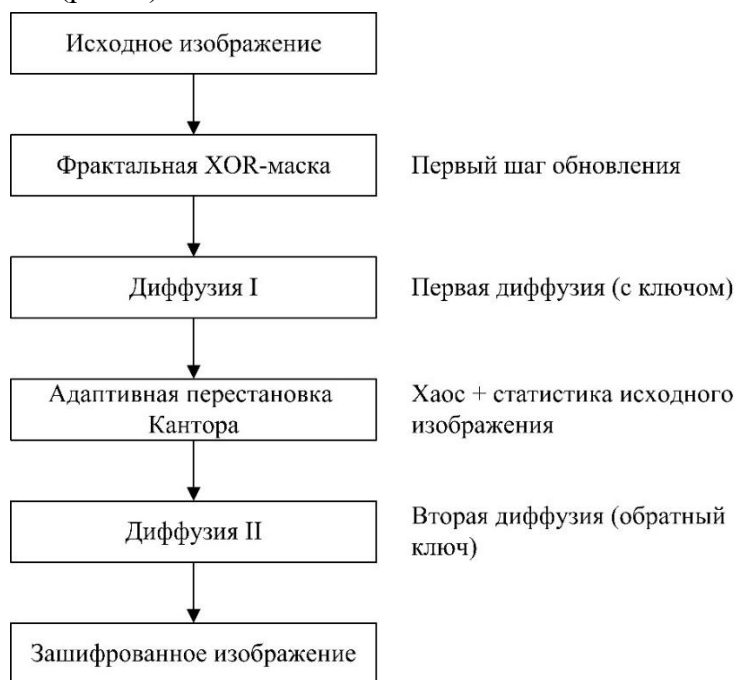 Исходное изображение
Фрактальная XOR-маска
Первый шаг обновления
Диффузия I
Первая диффузия (с ключом)
Адаптивная перестановка
Кантора
Хаос + статистика исходного
изображения
Диффузия II
Вторая диффузия (обратный
ключ)
Зашифрованное изображение